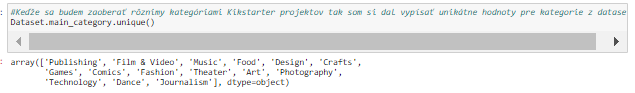 #Keďže sa budem zaoberať rôznimy kategóriami Kikstarter projektov tak som si dal vypísať unikátne hodnoty pre kategorie z datase
Dataset.main_category.unique()
array(['Publishing', 'Film & Video', 'Music', 'Food', 'Design', 'Crafts',
'Games', 'Comics', 'Fashion', 'Theater', 'Art', 'Photography',
'Technology', 'Dance', 'Journalism'], dtype=object)